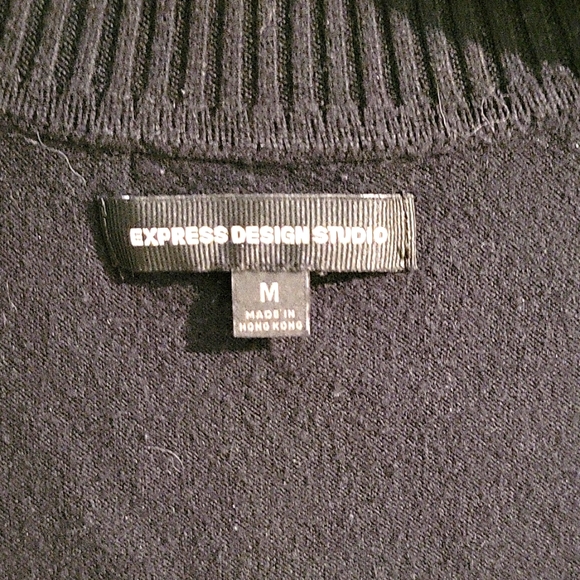 EXPRESS DESIGN STUDIO
M
MADE IN
HONG KONG